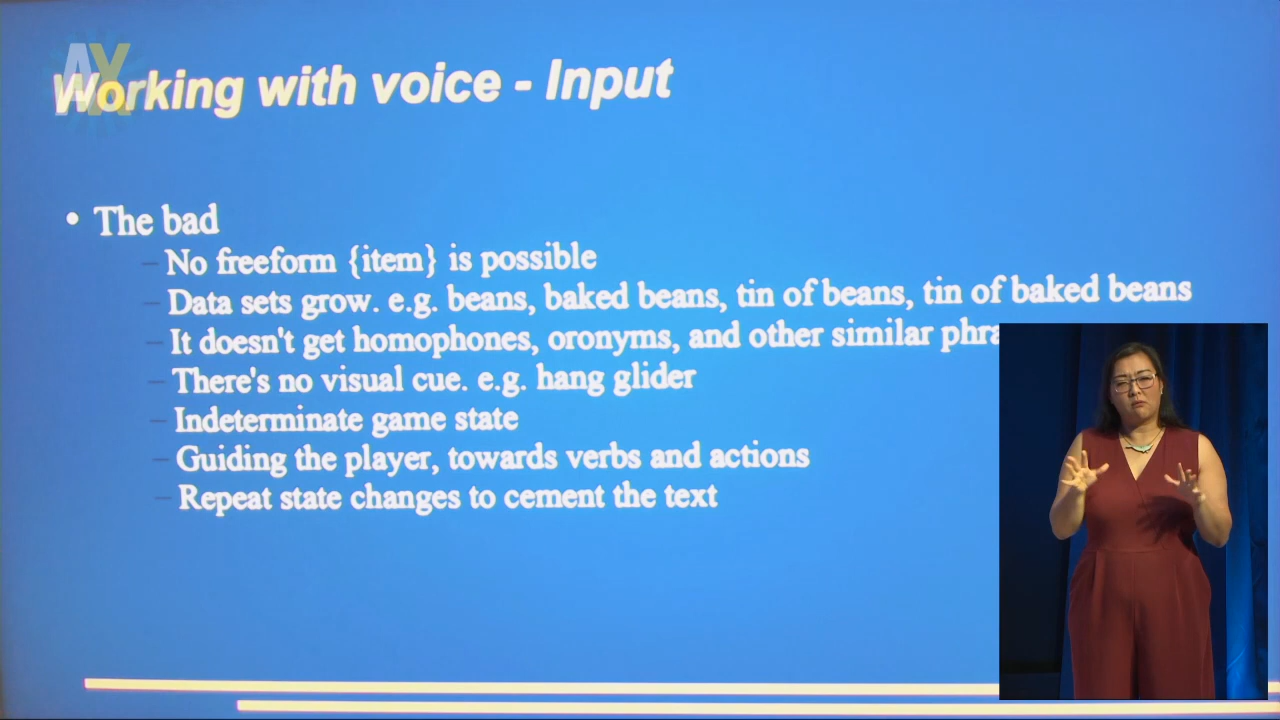 AY
Working with voice - Input
• The bad
– No freeform {item} is possible
– Data sets grow. e.g. beans, baked beans, tin of beans, tin of baked beans
– It doesn't get homophones, oronyms, and other similar
– There's no visual cue. e.g. hang glider
– Indeterminate game state
– Guiding the player, towards verbs and actions
– Repeat state changes to cement the text